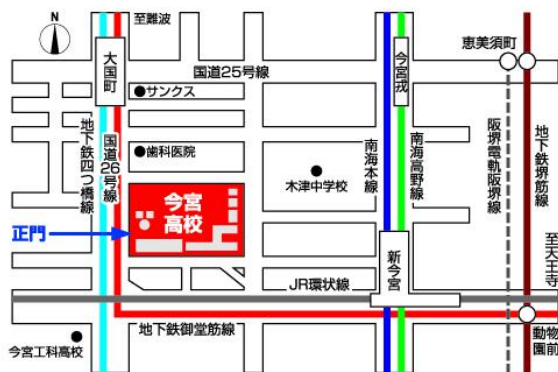 N
至難波
大国町
国道25号線
今宮戎
恵美須町
サンクス
地下鉄四つ橋線
国道26号線
歯科医院
木津中学校
南海本線
南海高野線
阪堺電軌阪堺線
地下鉄堺筋線
今宮
高校
正門
新今宮
至天王寺
JR環状線
地下鉄御堂筋線
動物
園前
今宮工科高校